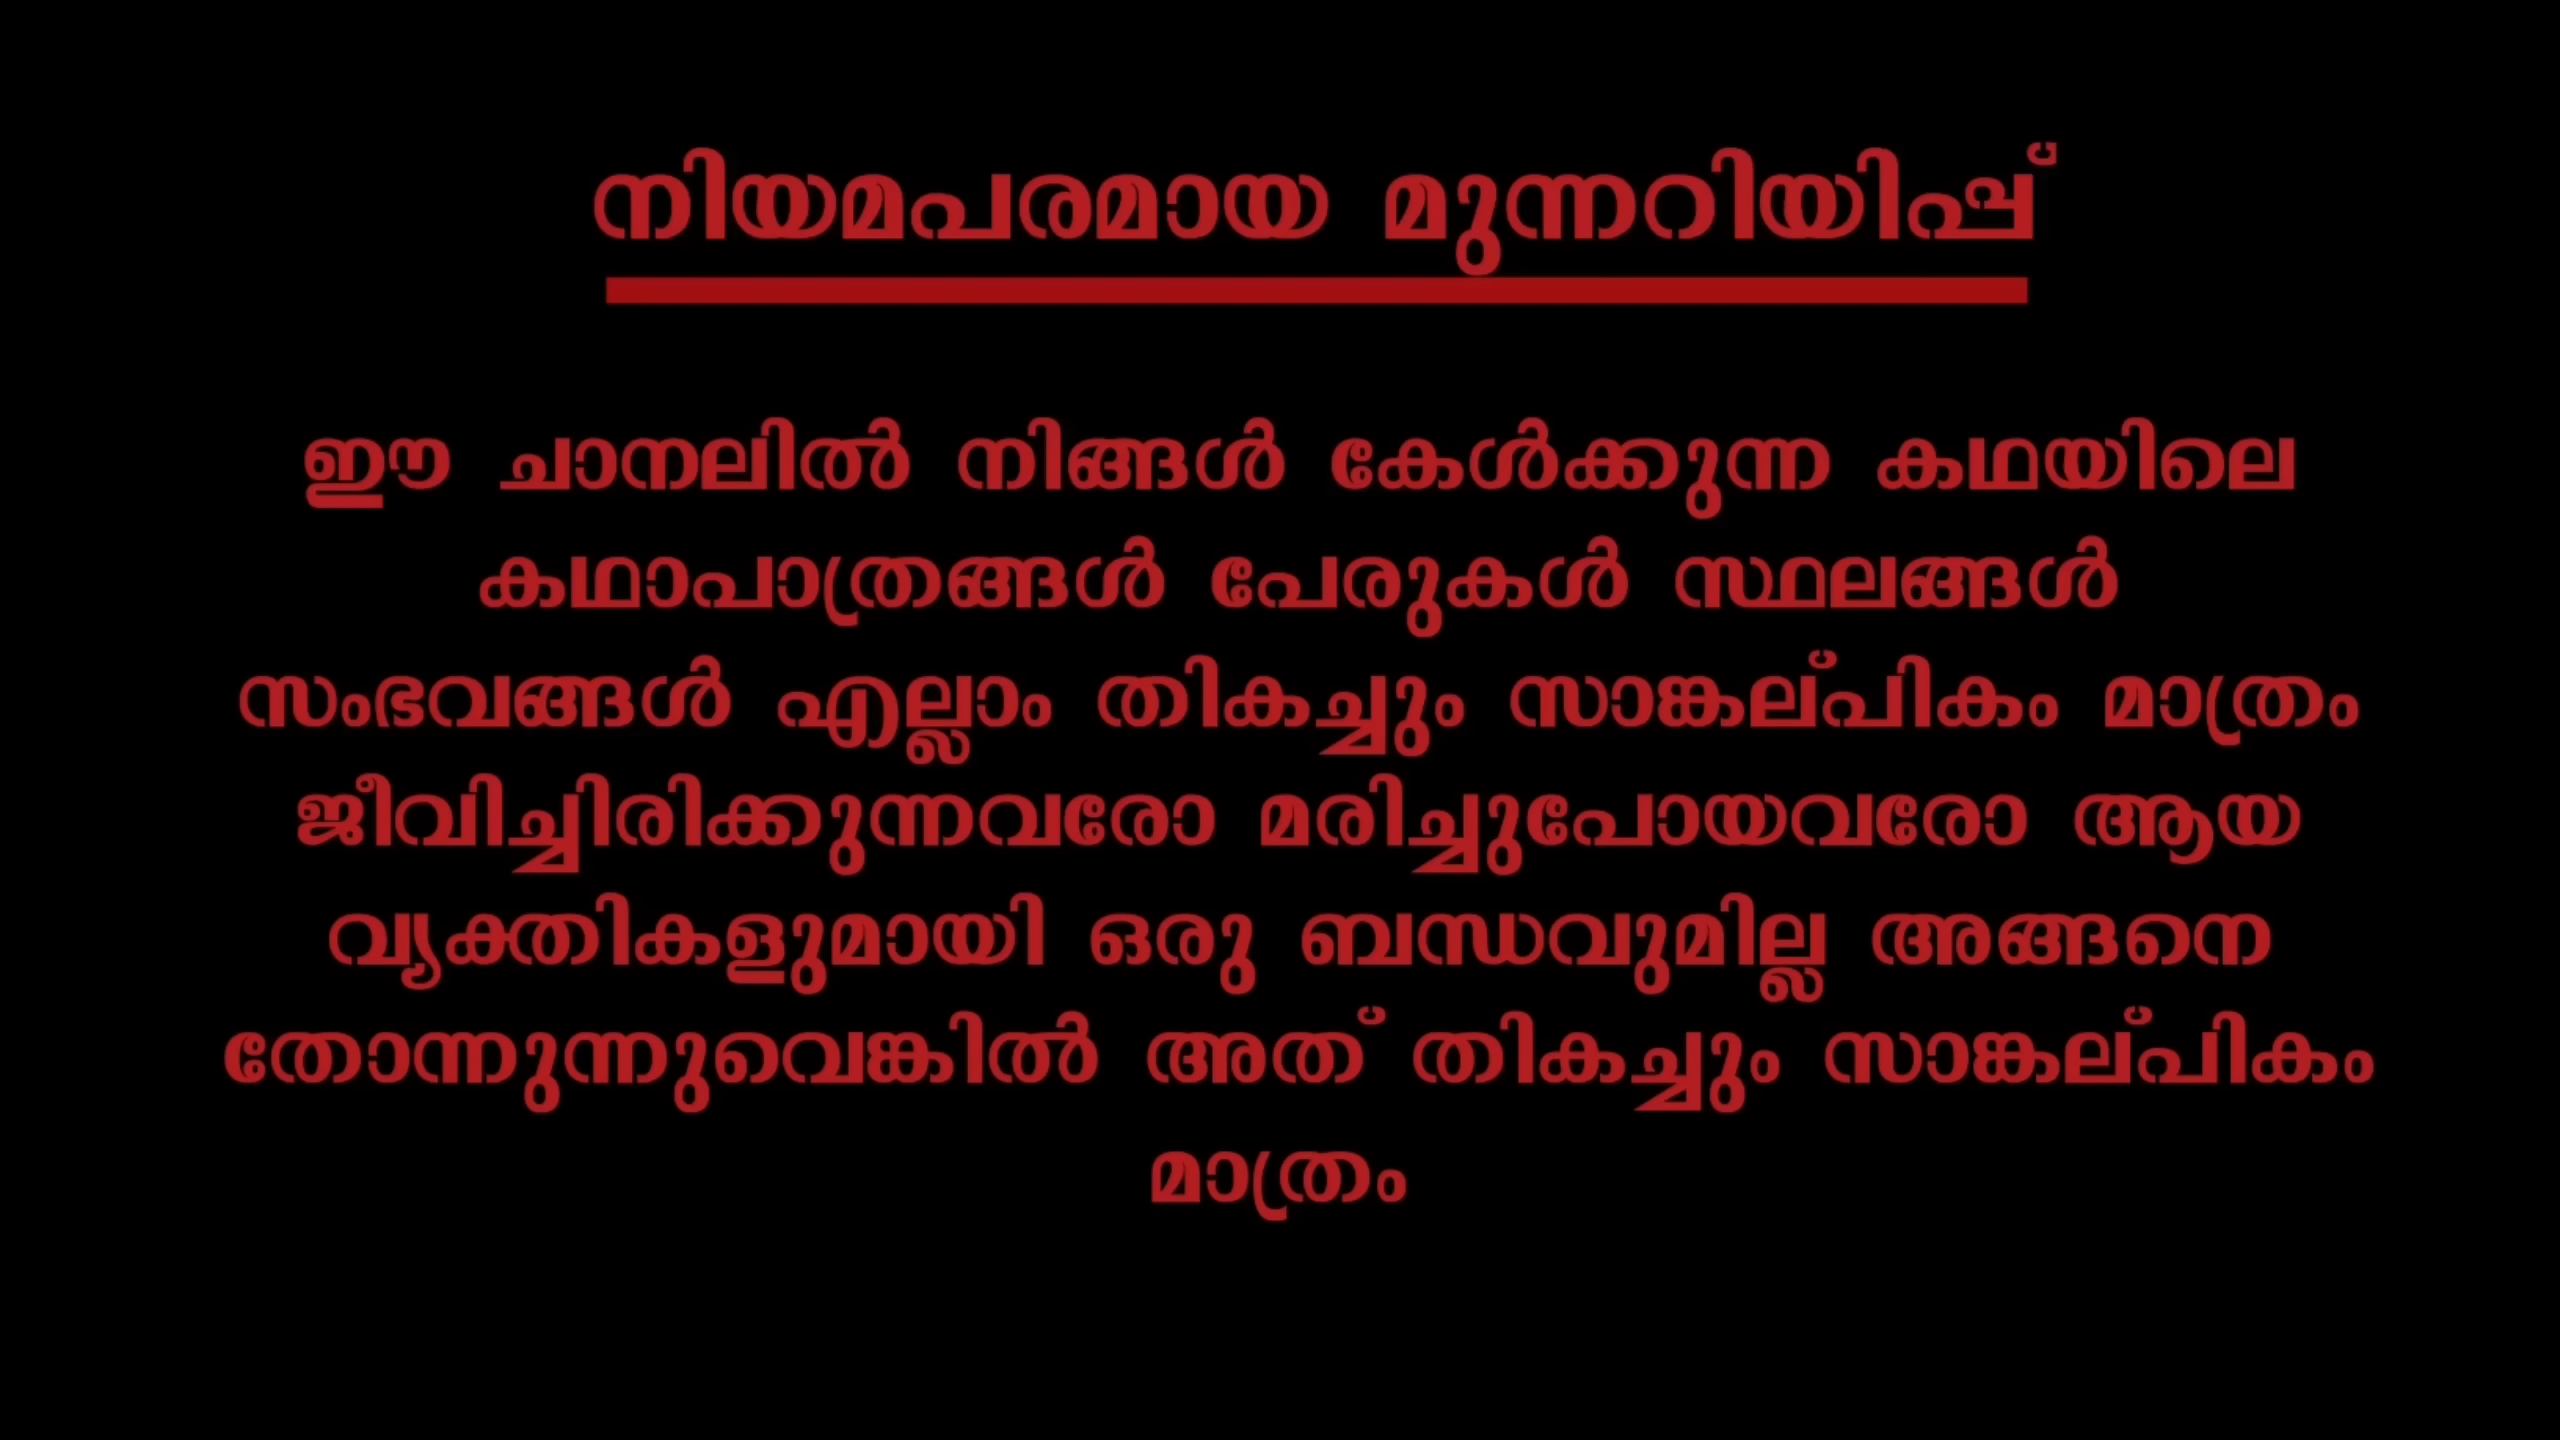 നിയമപരമായ മുന്നറിയിപ്പ്
ഈ ചാനലിൽ നിങ്ങൾ കേൾക്കുന്ന കഥയിലെ
കഥാപാത്രങ്ങൾ പേരുകൾ സ്ഥലങ്ങൾ
സംഭവങ്ങൾ എല്ലാം തികച്ചും സാങ്കല്‌പികം മാത്രം
ജീവിച്ചിരിക്കുന്നവരോ മരിച്ചുപോയവരോ ആയ
വ്യക്തികളുമായി ഒരു ബന്ധവുമില്ല അങ്ങനെ
തോന്നുന്നുവെങ്കിൽ അത് തികച്ചും സാങ്കല്‌പികം
മാത്രം